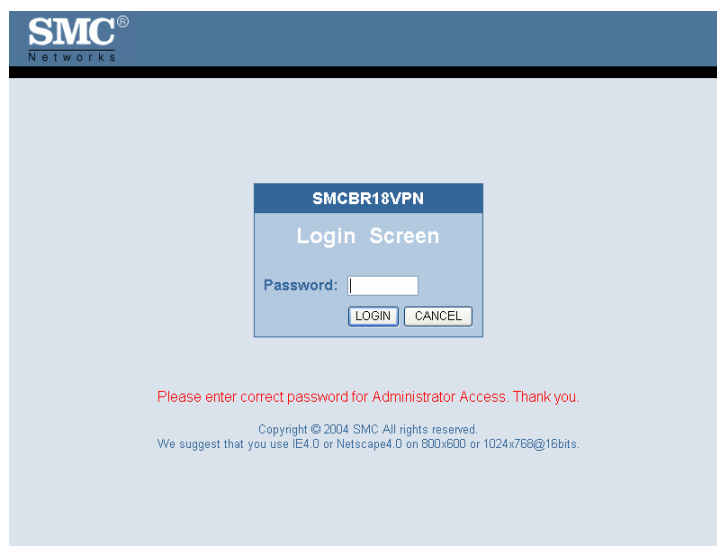 SMC®
Networks
SMCBR18VPN
Login Screen
Password:
LOGIN CANCEL
Please enter correct password for Administrator Access. Thank you.
Copyright © 2004 SMC All rights reserved.
We suggest that you use IE4.0 or Netscape4.0 on 800x600 or 1024x768@16bits.